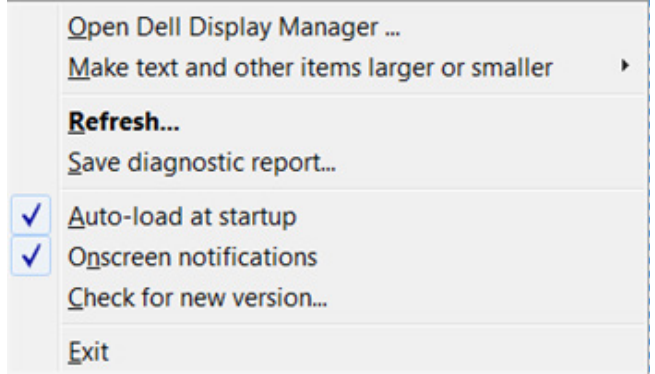 Open Dell Display Manager ...
Make text and other items larger or smaller
Refresh...
Save diagnostic report...
Auto-load at startup
Onscreen notifications
Check for new version...
Exit